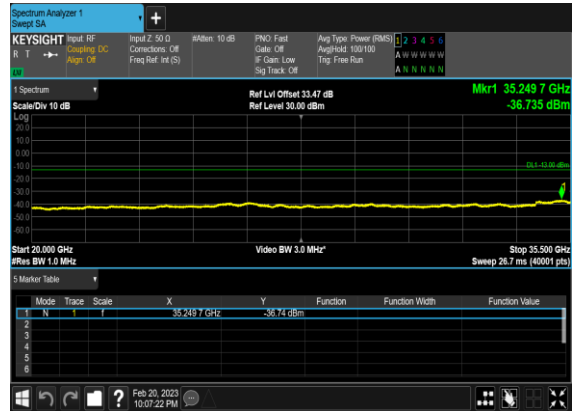 Spectrum Analyzer 1
Swept SA
+
KEYSIGHT Input: RF Input Z: 50 Ω #Atten: 10 dB PNO: Fast Avg Type: Power (RMS) 1 2 3 4 5 6
R T Coupling: DC Corrections: Off Gate: Off Avg|Hold: 100/100 A W W W W W
Align: Off Freq Ref: Int (S) IF Gain: Low Trig: Free Run
Sig Track: Off A N N N N N
1 Spectrum Ref Lvl Offset 33.47 dB Mkr1 35.249 7 GHz
Scale/Div 10 dB Ref Level 30.00 dBm -36.735 dBm
Log
20.0
10.0
0.00
-10.0 DL1 -13.00 dBm
-20.0
-30.0
-40.0
-50.0
-60.0
Start 20.000 GHz Video BW 3.0 MHz* Stop 35.500 GHz
#Res BW 1.0 MHz Sweep 26.7 ms (40001 pts)
5 Marker Table
Mode Trace Scale X Y Function Function Width Function Value
1 N 1 f 35.249 7 GHz -36.74 dBm
2
3
4
5
6
? Feb 20, 2023
10:07:22 PM